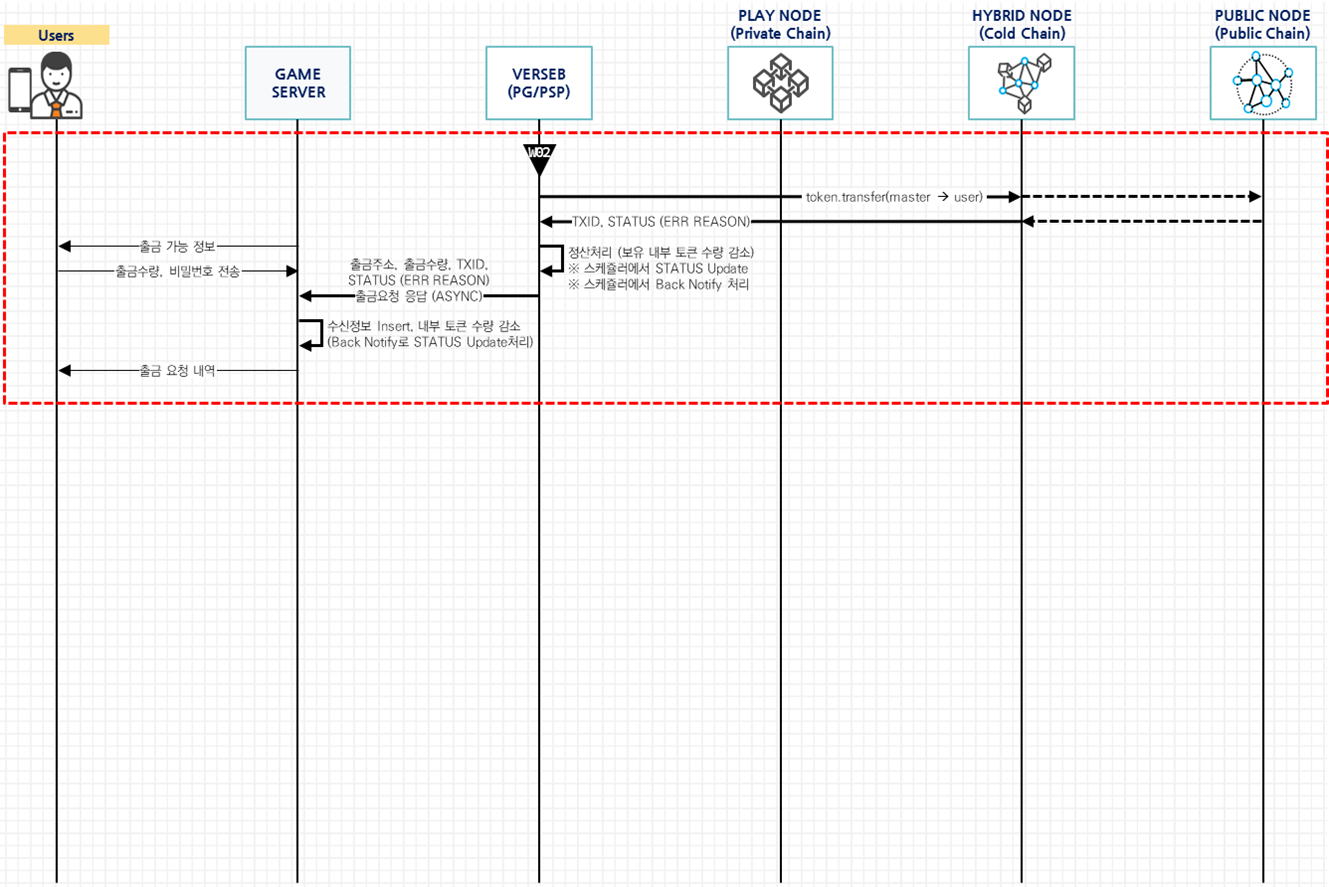 Users
GAME
SERVER
VERSEB
(PG/PSP)
PLAY NODE
(Private Chain)
HYBRID NODE
(Cold Chain)
PUBLIC NODE
(Public Chain)
W02
token.transfer(master → user)
TXID, STATUS (ERR REASON)
출금 가능 정보
정산처리 (보유 내부 토큰 수량 감소)
※ 스케쥴러에서 STATUS Update
※ 스케쥴러에서 Back Notify 처리
출금수량, 비밀번호 전송
출금주소, 출금수량, TXID,
STATUS (ERR REASON)
출금요청 응답 (ASYNC)
수신정보 Insert, 내부 토큰 수량 감소
(Back Notify로 STATUS Update처리)
출금 요청 내역